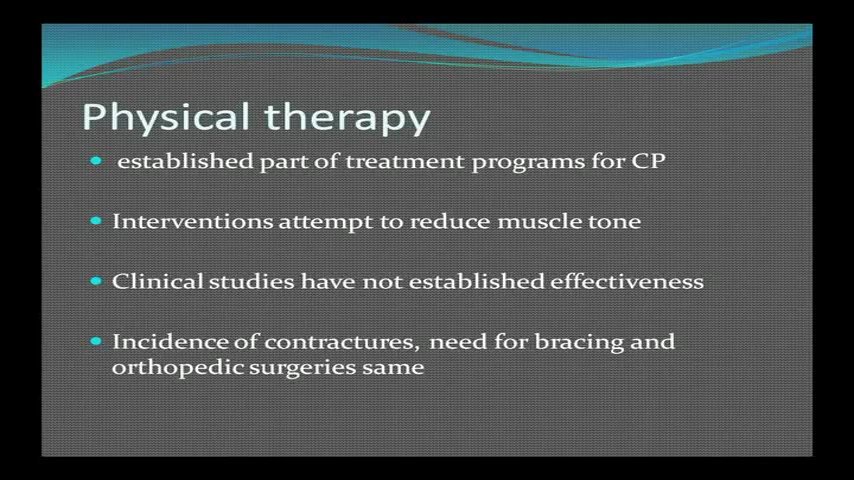 Physical therapy
• established part of treatment programs for CP
• Interventions attempt to reduce muscle tone
• Clinical studies have not established effectiveness
• Incidence of contractures, need for bracing and
orthopedic surgeries same